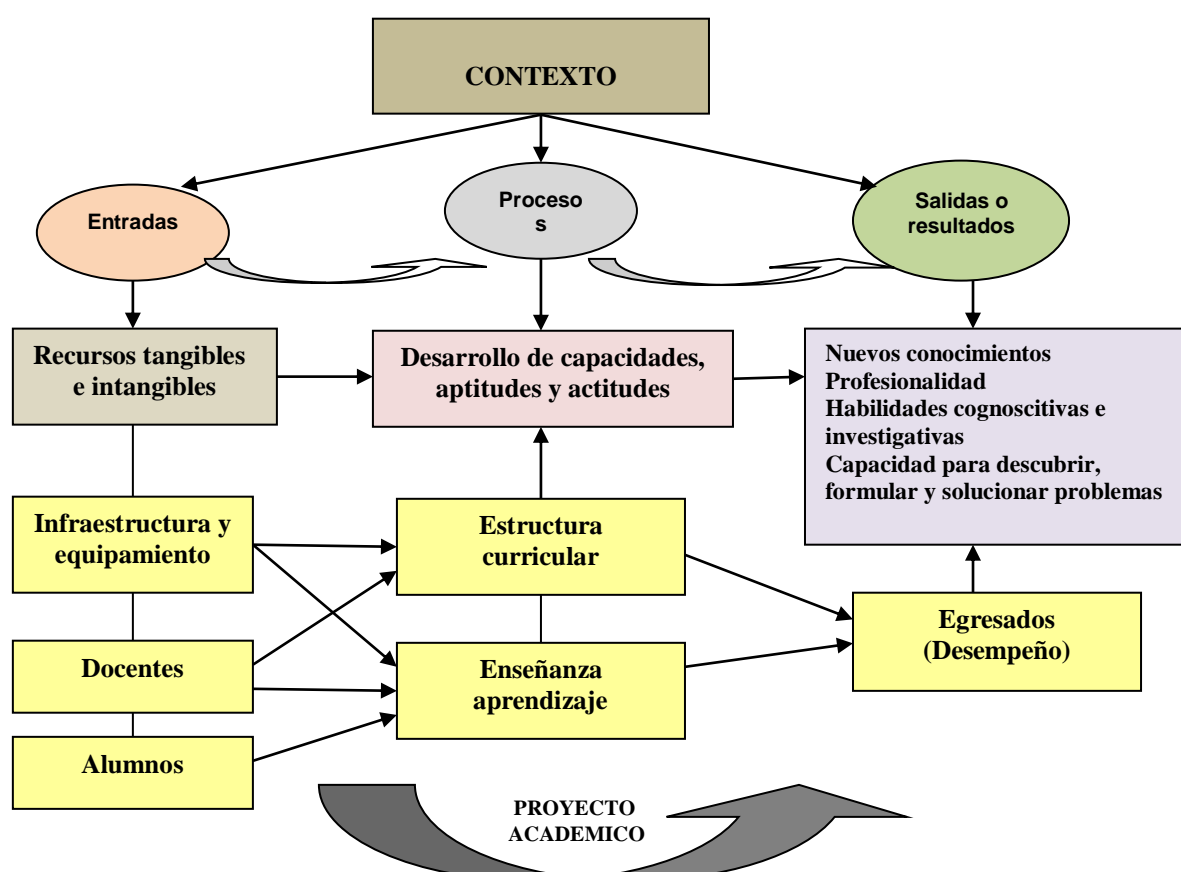 CONTEXTO
Entradas
Proceso
s
Salidas o
resultados
Recursos tangibles
e intangibles
Desarrollo de capacidades,
aptitudes y actitudes
Nuevos conocimientos
Profesionalidad
Habilidades cognoscitivas e
investigativas
Capacidad para descubrir,
formular y solucionar problemas
Infraestructura y
equipamiento
Estructura
curricular
Egresados
(Desempeño)
Docentes
Enseñanza
aprendizaje
Alumnos
PROYECTO
ACADEMICO